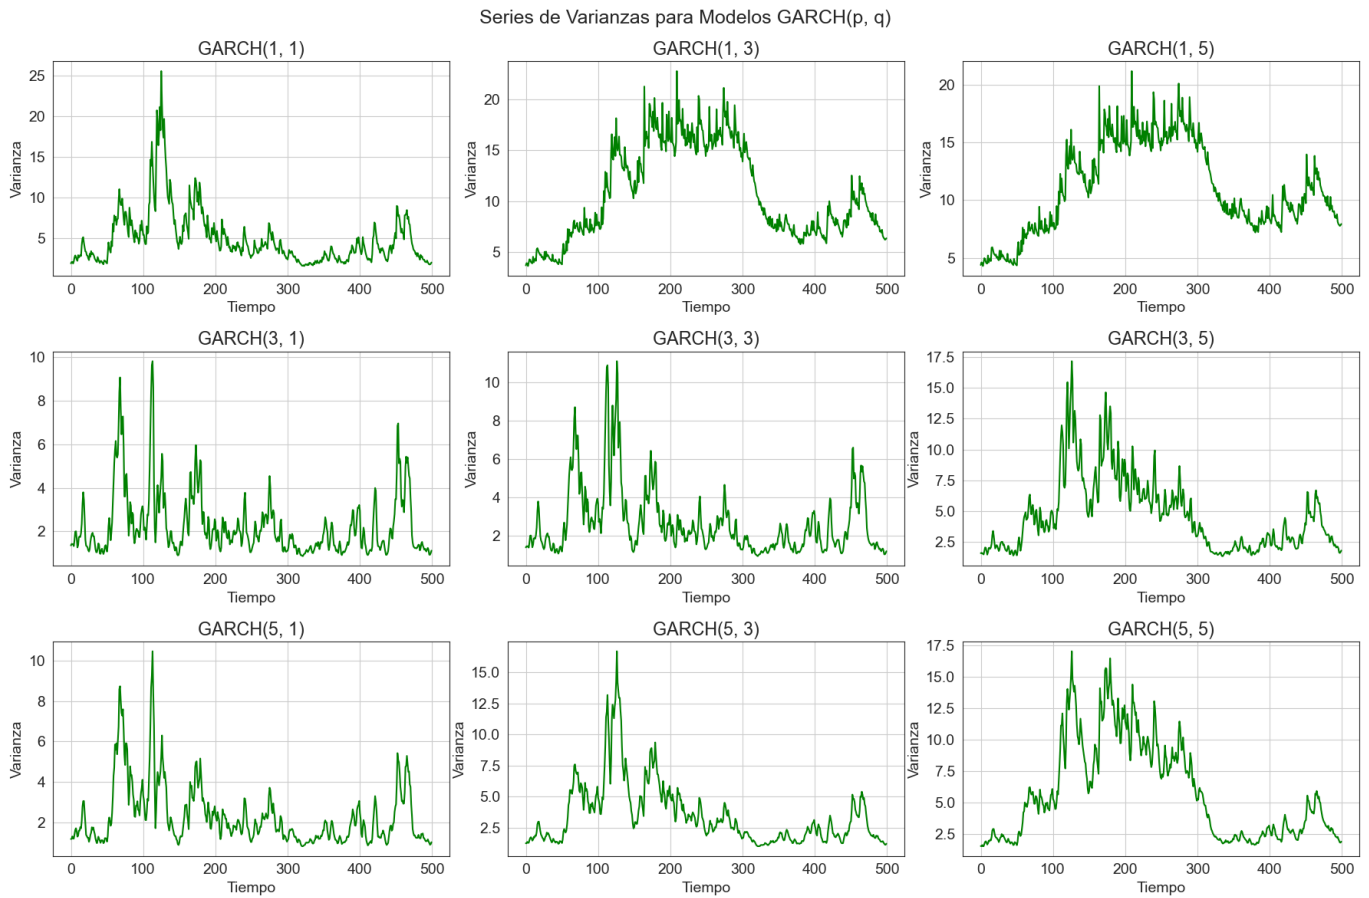 Series de Varianzas para Modelos GARCH(p, q)
GARCH(1, 1)
Varianza
25
20
15
10
5
0 100 200 300 400 500
Tiempo
GARCH(1, 3)
Varianza
20
15
10
5
0 100 200 300 400 500
Tiempo
GARCH(1, 5)
Varianza
20
15
10
5
0 100 200 300 400 500
Tiempo
GARCH(3, 1)
Varianza
10
8
6
4
2
0 100 200 300 400 500
Tiempo
GARCH(3, 3)
Varianza
10
8
6
4
2
0 100 200 300 400 500
Tiempo
GARCH(3, 5)
Varianza
17.5
15.0
12.5
10.0
7.5
5.0
2.5
0 100 200 300 400 500
Tiempo
GARCH(5, 1)
Varianza
10
8
6
4
2
0 100 200 300 400 500
Tiempo
GARCH(5, 3)
Varianza
15.0
12.5
10.0
7.5
5.0
2.5
0 100 200 300 400 500
Tiempo
GARCH(5, 5)
Varianza
17.5
15.0
12.5
10.0
7.5
5.0
2.5
0 100 200 300 400 500
Tiempo